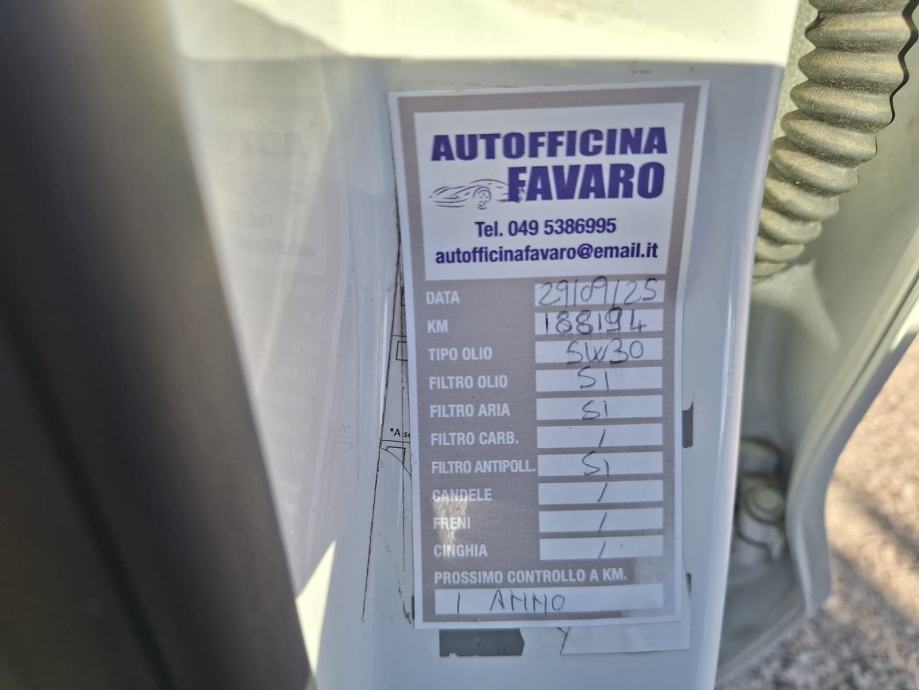 AUTOFFICINA
FAVARO
Tel. 049 5386995
autofficinafavaro@email.it
DATA 29/09/25
KM 188194
TIPO OLIO 5W30
FILTRO OLIO SI
FILTRO ARIA SI
FILTRO CARB. /
FILTRO ANTIPOLL. SI
CANDELE /
FRENI /
CINGHIA /
PROSSIMO CONTROLLO A KM.
1 ANNO